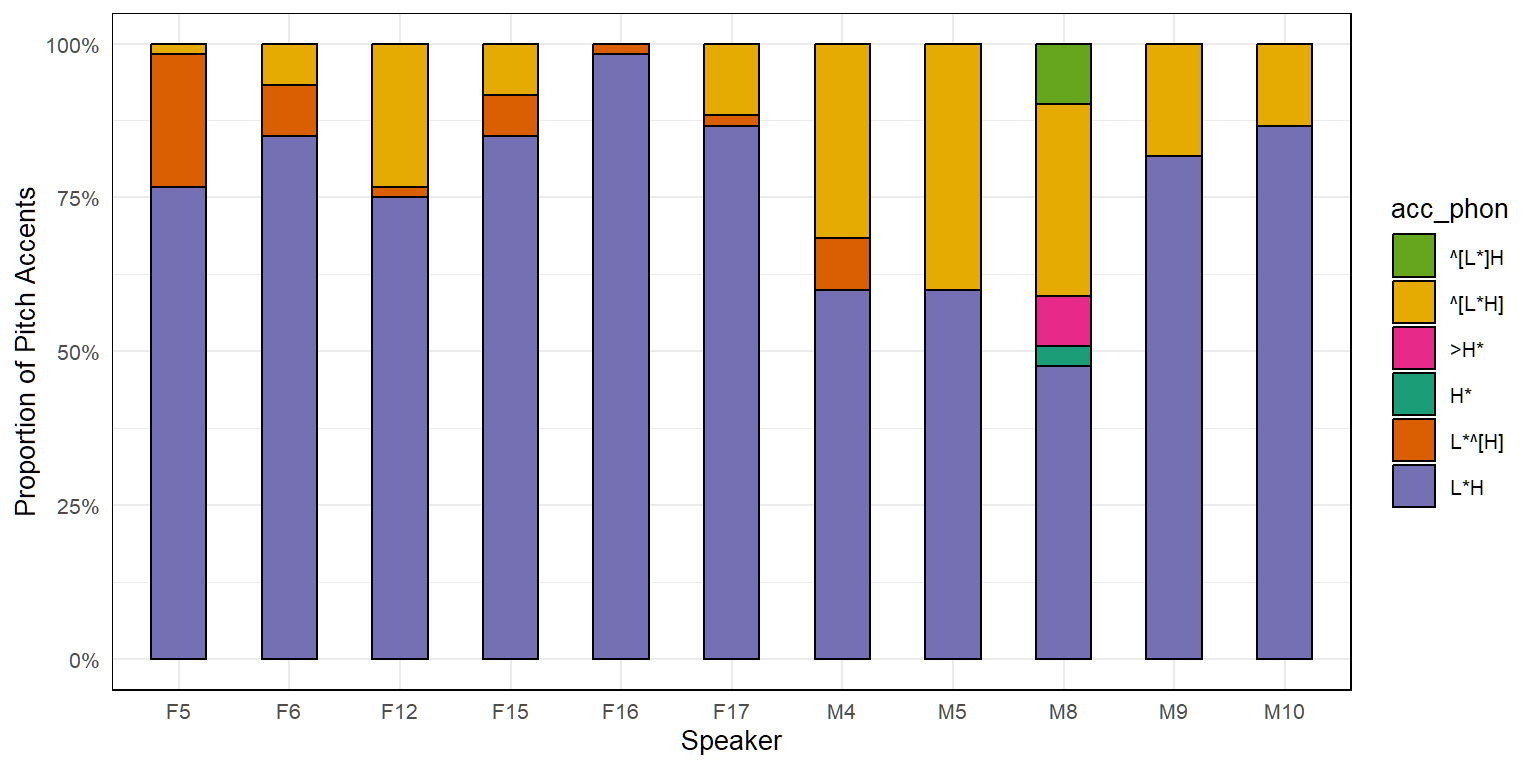 100%
75%
50%
25%
0%
Proportion of Pitch Accents
F5 F6 F12 F15 F16 F17 M4 M5 M8 M9 M10
Speaker
acc_phon
^[L*]H
^[L*H]
>H*
H*
L*^[H]
L*H